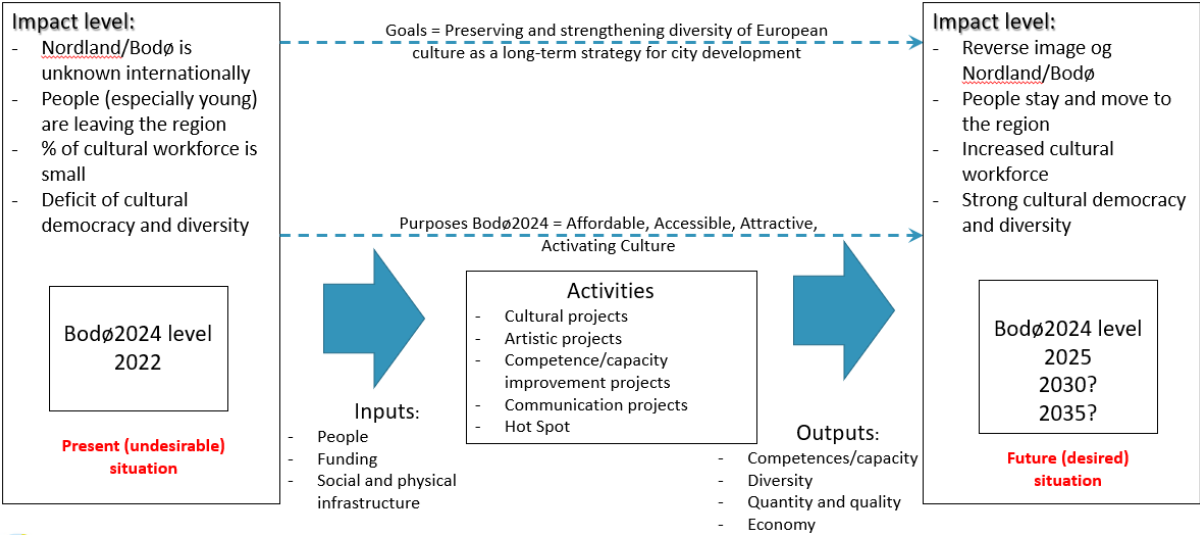 Impact level:
- Nordland/Bodø is
unknown internationally
- People (especially young)
are leaving the region
- % of cultural workforce is
small
- Deficit of cultural
democracy and diversity
Bodø2024 level
2022
Present (undesirable)
situation
Goals = Preserving and strengthening diversity of European
culture as a long-term strategy for city development
Purposes Bodø2024 = Affordable, Accessible, Attractive,
Activating Culture
Inputs:
- People
- Funding
- Social and physical
infrastructure
Activities
- Cultural projects
- Artistic projects
- Competence/capacity
improvement projects
- Communication projects
- Hot Spot
Outputs:
- Competences/capacity
- Diversity
- Quantity and quality
- Economy
Impact level:
- Reverse image og
Nordland/Bodø
- People stay and move to
the region
- Increased cultural
workforce
- Strong cultural democracy
and diversity
Bodø2024 level
2025
2030?
2035?
Future (desired)
situation